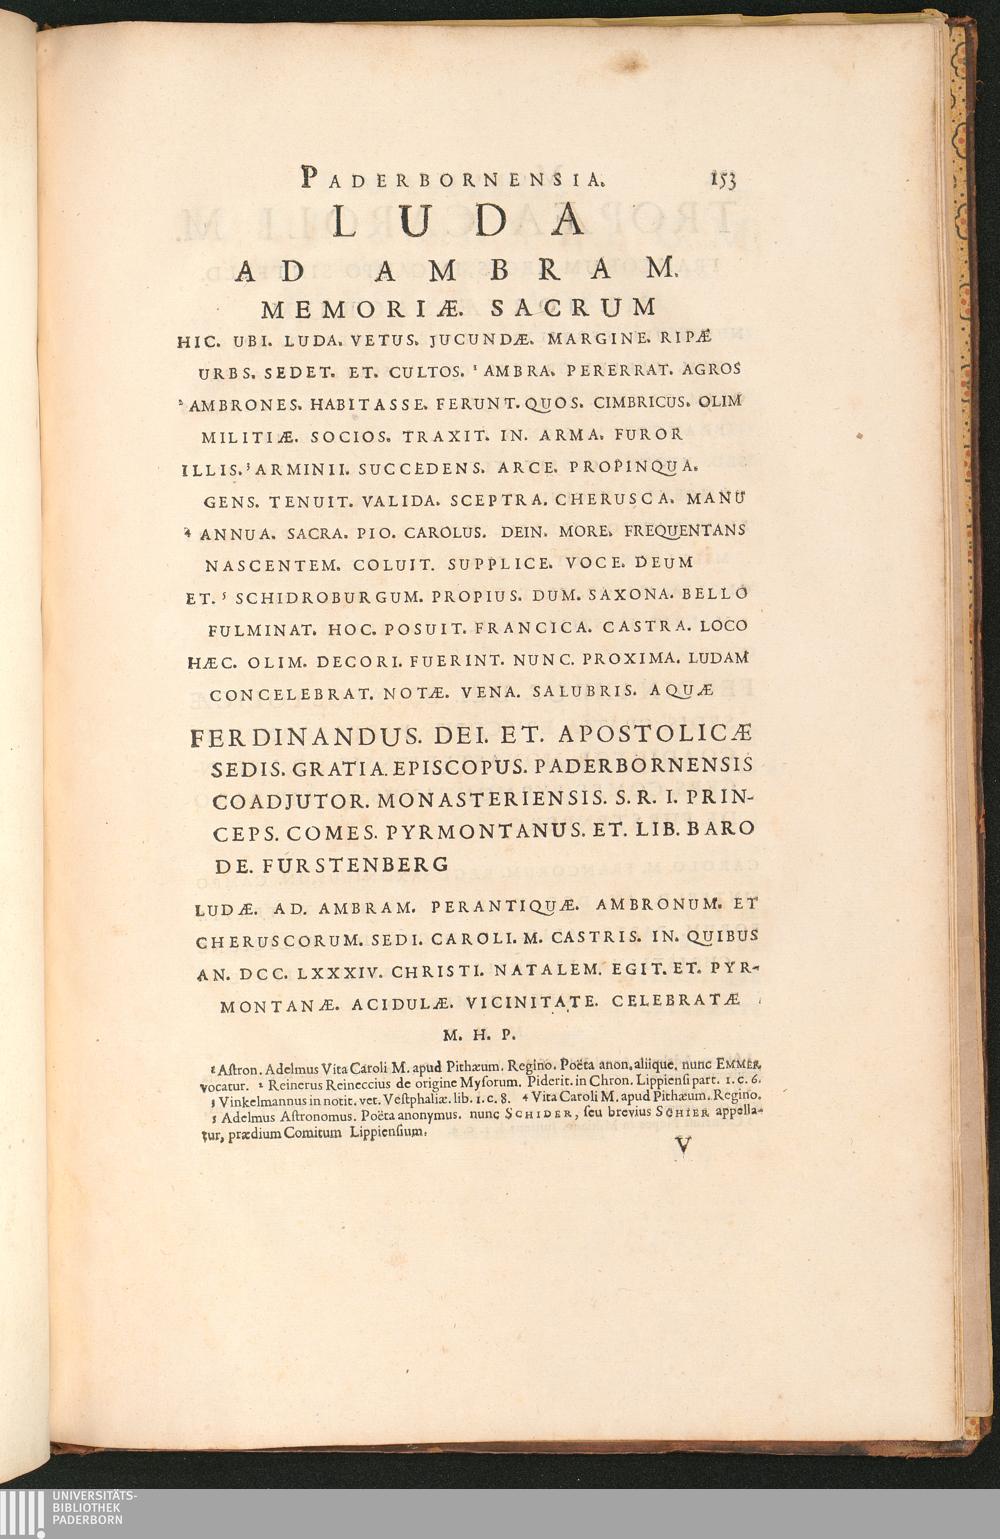 PADERBORNENSIA. 153
LUDA
AD AMBRAM.
MEMORIÆ. SACRUM
HIC. UBI. LUDA. VETUS. JUCUNDÆ. MARGINE. RIPÆ
URBS. SEDET. ET. CULTOS. ¹ AMBRA. PERERRAT. AGROS
² AMBRONES. HABITASSE. FERUNT. QUOS. CIMBRICUS. OLIM
MILITIÆ. SOCIOS. TRAXIT. IN. ARMA. FUROR
ILLIS. ³ ARMINII. SUCCEDENS. ARCE. PROPINQUA.
GENS. TENUIT. VALIDA. SCEPTRA. CHERUSCA. MANU
⁴ ANNUA. SACRA. PIO. CAROLUS. DEIN. MORE. FREQUENTANS
NASCENTEM. COLUIT. SUPPLICE. VOCE. DEUM
ET. ⁵ SCHIDROBURGUM. PROPIUS. DUM. SAXONA. BELLO
FULMINAT. HOC. POSUIT. FRANCICA. CASTRA. LOCO
HÆC. OLIM. DECORI. FUERINT. NUNC. PROXIMA. LUDAM
CONCELEBRAT. NOTÆ. VENA. SALUBRIS. AQUÆ
FERDINANDUS. DEI. ET. APOSTOLICÆ
SEDIS. GRATIA. EPISCOPUS. PADERBORNENSIS
COADJUTOR. MONASTERIENSIS. S. R. I. PRIN-
CEPS. COMES. PYRMONTANUS. ET. LIB. BARO
DE. FURSTENBERG
LUDÆ. AD. AMBRAM. PERANTIQUÆ. AMBRONUM. ET
CHERUSCORUM. SEDI. CAROLI. M. CASTRIS. IN. QUIBUS
AN. DCC. LXXXIV. CHRISTI. NATALEM. EGIT. ET. PYR-
MONTANÆ. ACIDULÆ. VICINITATE. CELEBRATÆ
M. H. P.
¹ Aſtron. Adelmus Vita Caroli M. apud Pithæum. Regino. Poëta anon. aliique. nunc EMMER.
vocatur. ² Reinerus Reineccius de origine Myſorum. Piderit. in Chron. Lippienſi part. 1. c. 6.
³ Vinkelmannus in notit. vet. Veſtphaliæ. lib. 1. c. 8. ⁴ Vita Caroli M. apud Pithæum. Regino.
⁵ Adelmus Aſtronomus. Poëta anonymus. nunc SCHIDER, ſeu brevius SCHIER appella-
tur, prædium Comitum Lippienſium.
V
UNIVERSITÄTS-
BIBLIOTHEK
PADERBORN